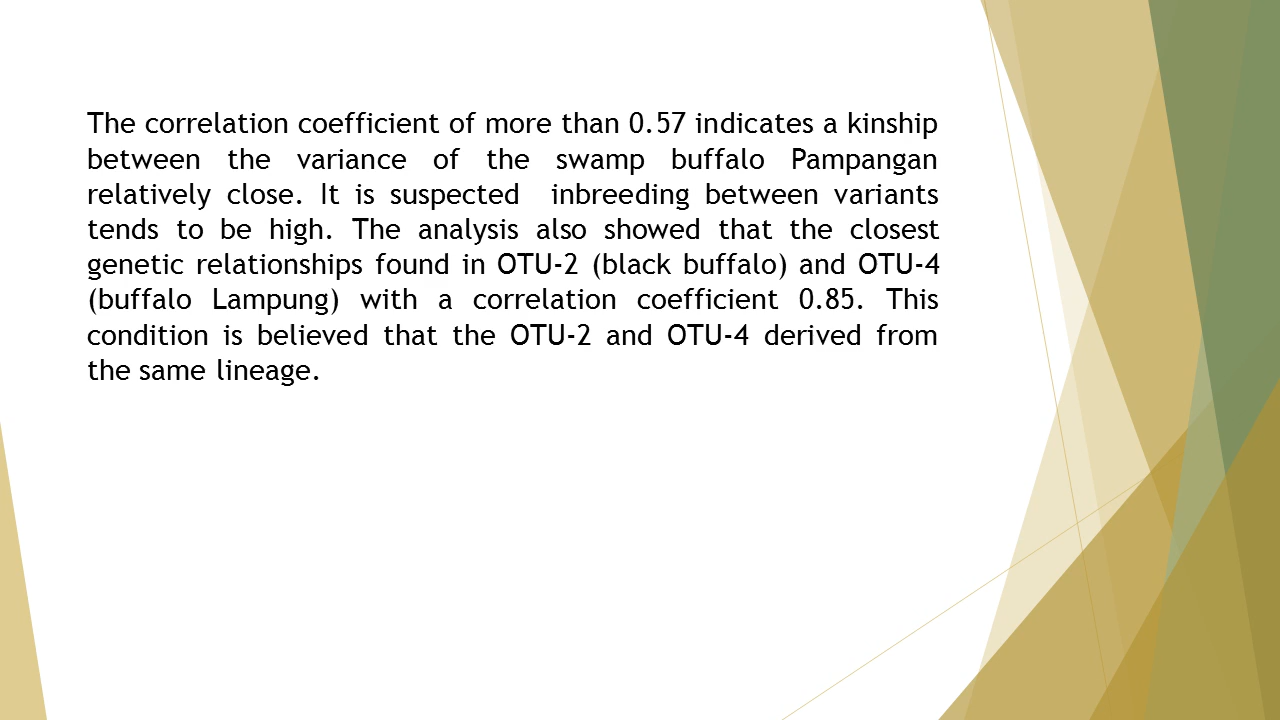 The correlation coefficient of more than 0.57 indicates a kinship
between the variance of the swamp buffalo Pampangan
relatively close. It is suspected inbreeding between variants
tends to be high. The analysis also showed that the closest
genetic relationships found in OTU-2 (black buffalo) and OTU-4
(buffalo Lampung) with a correlation coefficient 0.85. This
condition is believed that the OTU-2 and OTU-4 derived from
the same lineage.